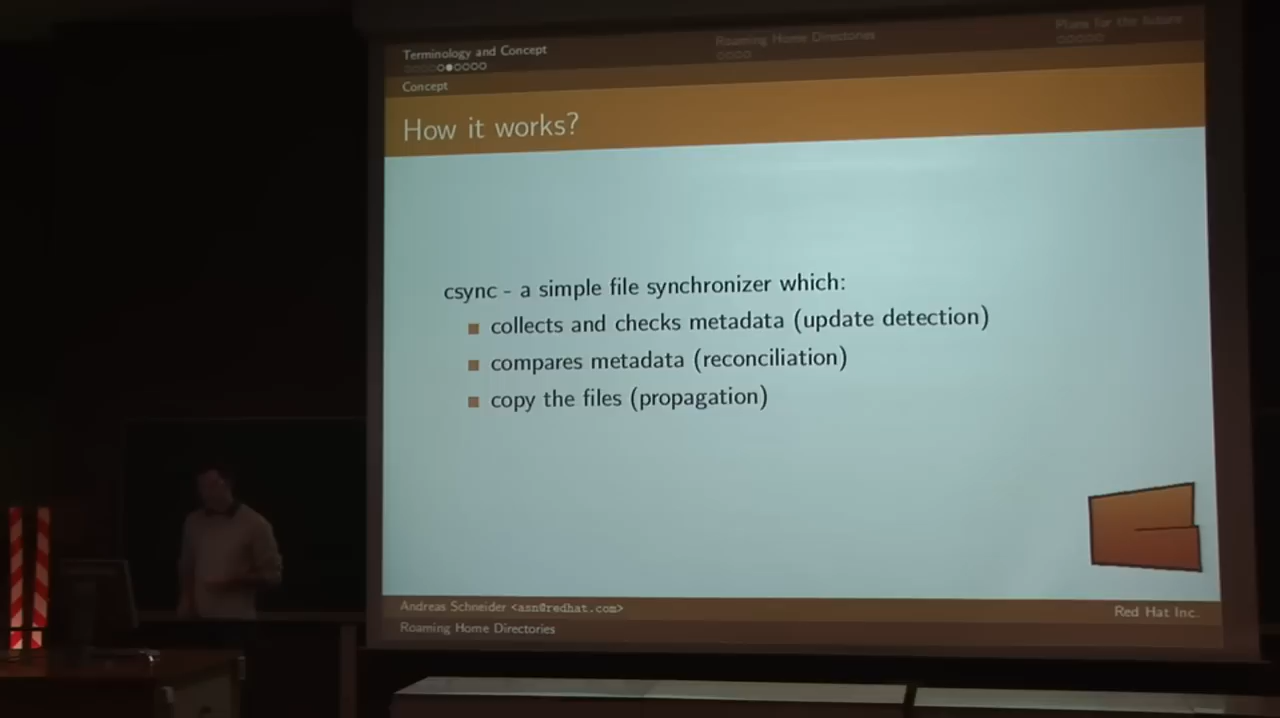 Terminology and Concept
Roaming Home Directories
Plans for the future
Concept
How it works?
csync - a simple file synchronizer which:
collects and checks metadata (update detection)
compares metadata (reconciliation)
copy the files (propagation)
Andreas Schneider <asn@redhat.com>
Red Hat Inc.
Roaming Home Directories